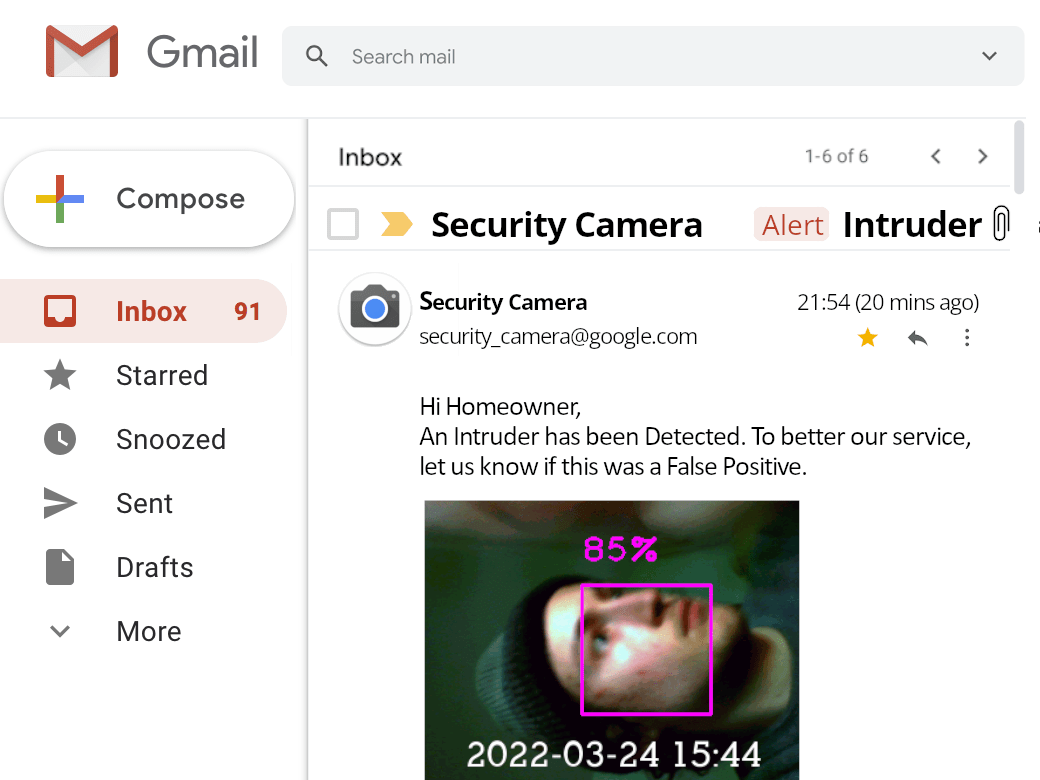 Gmail
Search mail
Compose
Inbox 91
Starred
Snoozed
Sent
Drafts
More
Inbox 1-6 of 6
Security Camera Alert Intruder
Security Camera 21:54 (20 mins ago)
security_camera@google.com
Hi Homeowner,
An Intruder has been Detected. To better our service,
let us know if this was a False Positive.
85%
2022-03-24 15:44